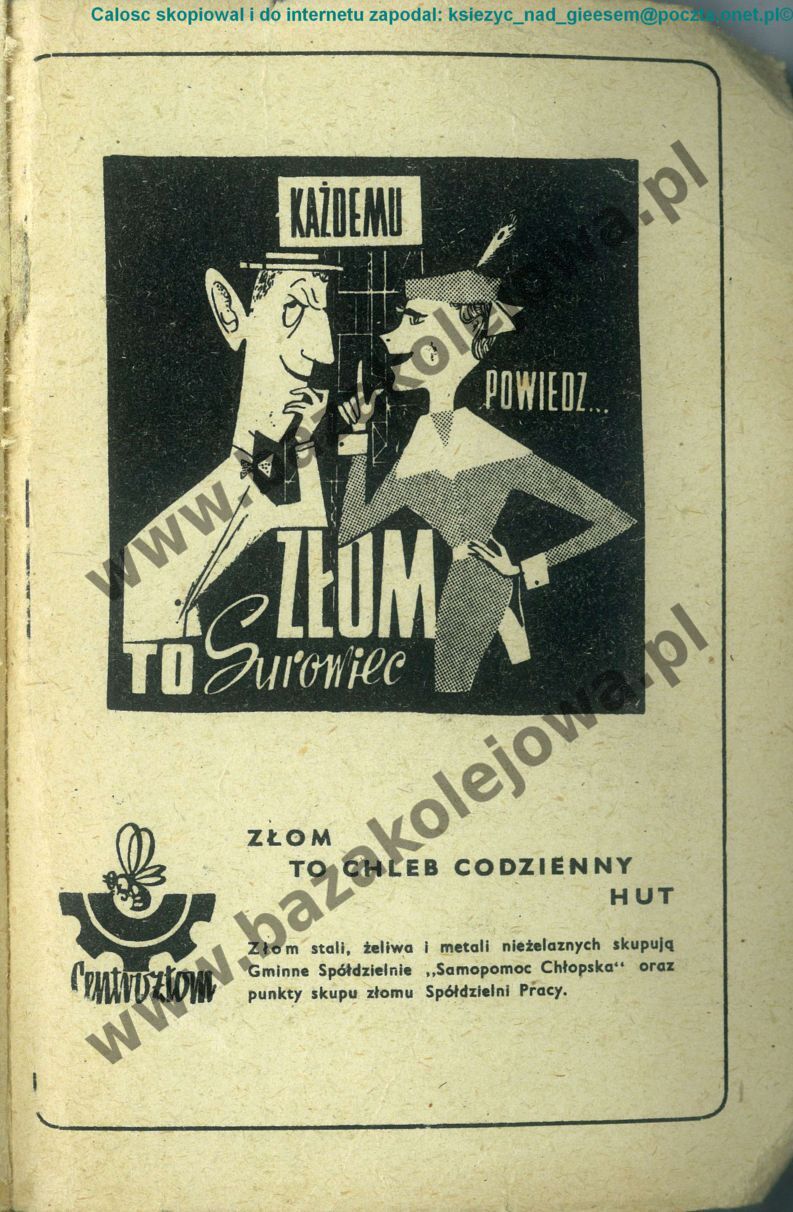 Calosc skopiowal i do internetu zapodal: ksiezyc_nad_gieesem@poczta.onet.pl©
KAŻDEMU
POWIEDZ...
ZŁOM
TO Surowiec
ZŁOM
TO CHLEB CODZIENNY
HUT
Centrozłom
Złom stali, żeliwa i metali nieżelaznych skupują
Gminne Spółdzielnie „Samopomoc Chłopska" oraz
punkty skupu złomu Spółdzielni Pracy.
www.bazakolejowa.pl
www.bazakolejowa.pl